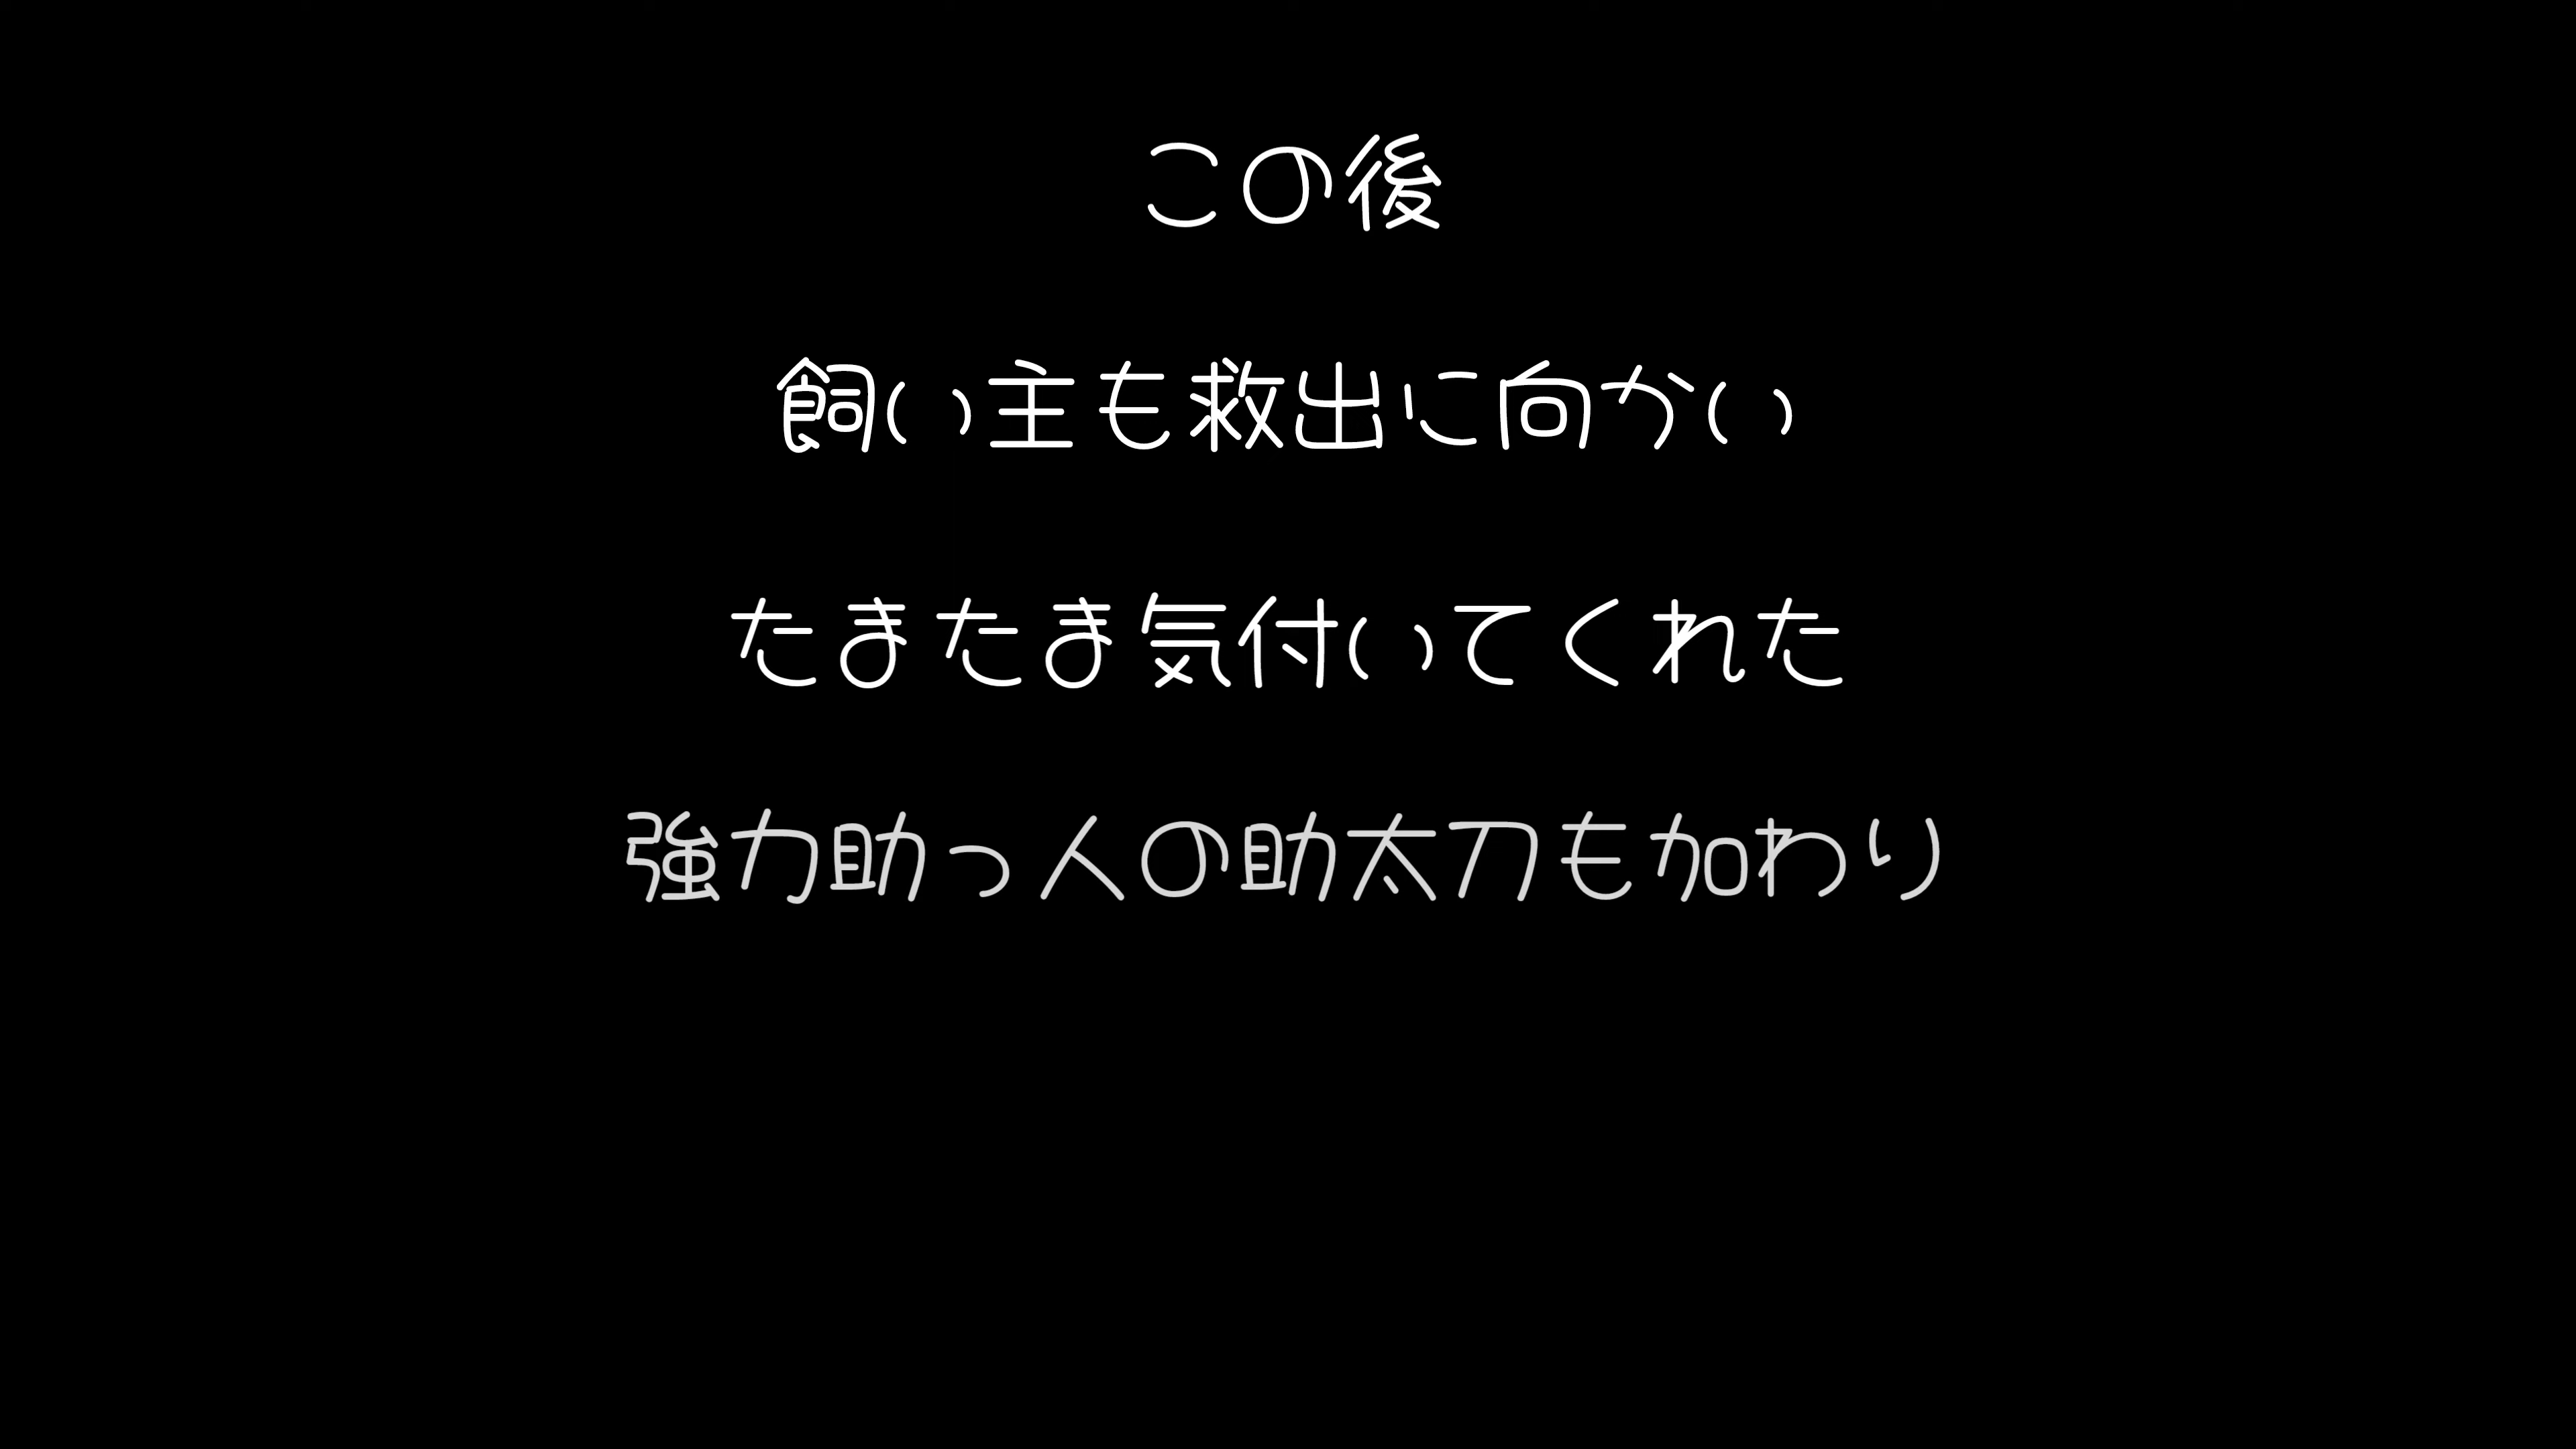 この後
飼い主も救出に向かい
たまたま気付いてくれた
強力助っ人の助太刀も加わり